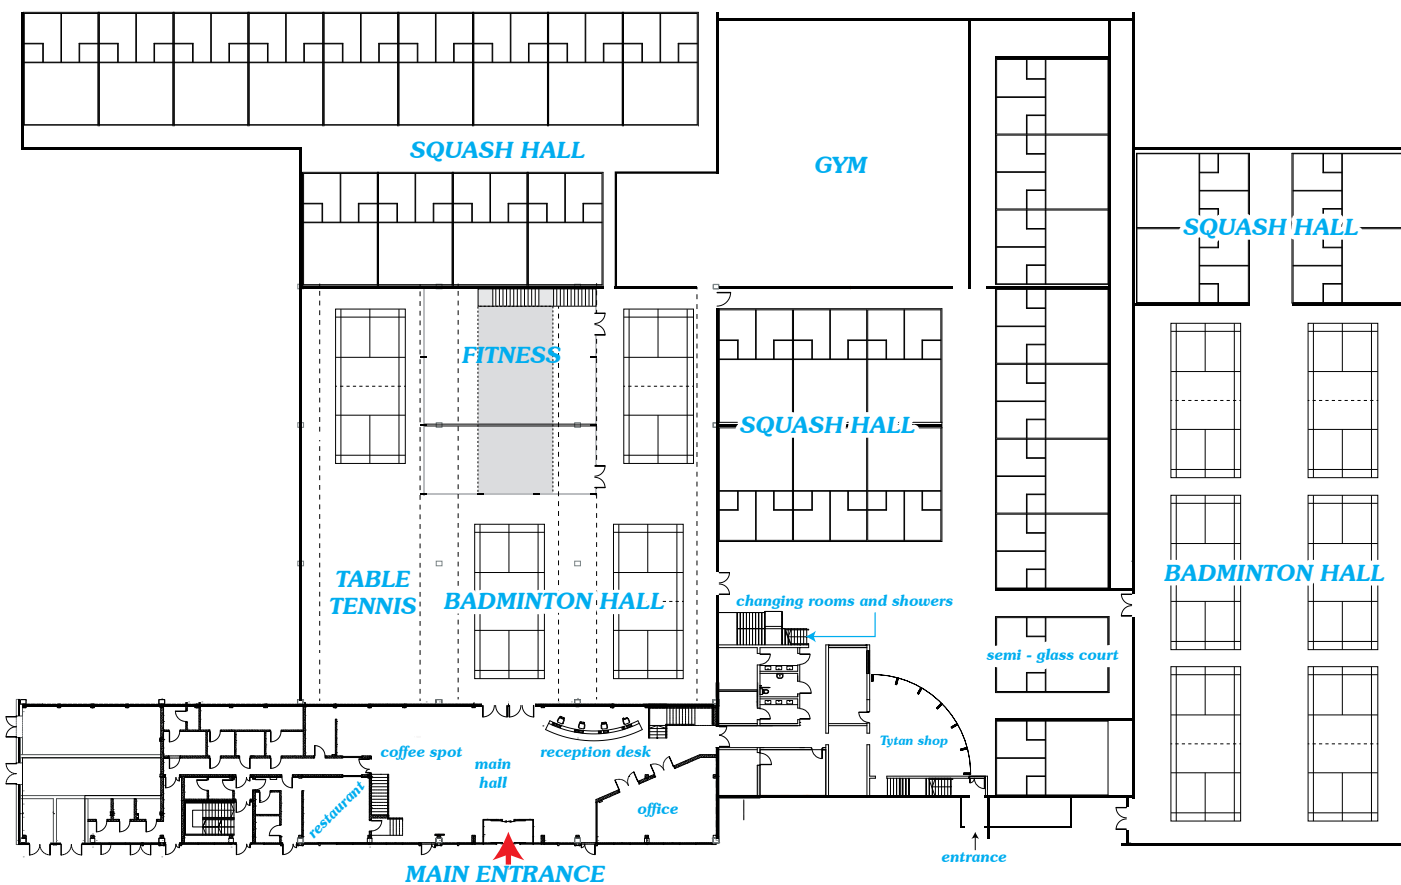 SQUASH HALL
GYM
SQUASH HALL
FITNESS
SQUASH HALL
TABLE
TENNIS
BADMINTON HALL
BADMINTON HALL
changing rooms and showers
semi - glass court
coffee spot
main
hall
reception desk
Tytan shop
restaurant
office
MAIN ENTRANCE
entrance